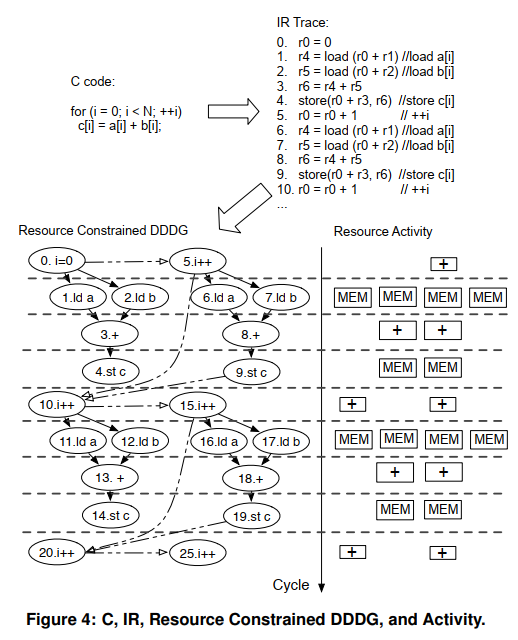 IR Trace:
0. r0 = 0
1. r4 = load (r0 + r1) //load a[i]
2. r5 = load (r0 + r2) //load b[i]
3. r6 = r4 + r5
4. store(r0 + r3, r6) //store c[i]
5. r0 = r0 + 1 // ++i
6. r4 = load (r0 + r1) //load a[i]
7. r5 = load (r0 + r2) //load b[i]
8. r6 = r4 + r5
9. store(r0 + r3, r6) //store c[i]
10. r0 = r0 + 1 // ++i
...
C code:
for (i = 0; i < N; ++i)
c[i] = a[i] + b[i];
Resource Constrained DDDG
Resource Activity
0. i=0 5.i++ +
1.ld a 2.ld b 6.ld a 7.ld b MEM MEM MEM MEM
3.+ 8.+ + +
4.st c 9.st c MEM MEM
10.i++ 15.i++ + +
11.ld a 12.ld b 16.ld a 17.ld b MEM MEM MEM MEM
13. + 18.+ + +
14.st c 19.st c MEM MEM
20.i++ 25.i++ + +
Cycle
Figure 4: C, IR, Resource Constrained DDDG, and Activity.